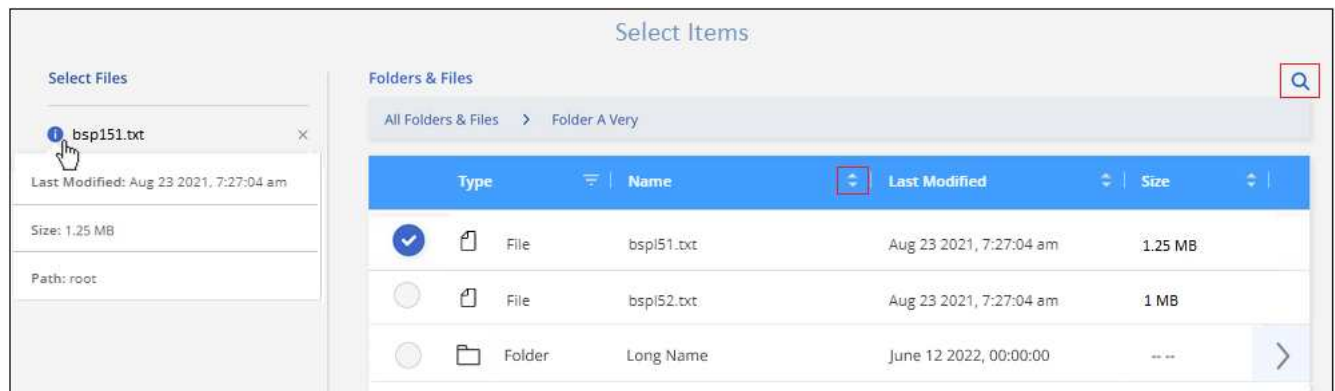 Select Items
Select Files
bsp151.txt
Last Modified: Aug 23 2021, 7:27:04 am
Size: 1.25 MB
Path: root
Folders & Files
All Folders & Files > Folder A Very
Type Name Last Modified Size
File bspl51.txt Aug 23 2021, 7:27:04 am 1.25 MB
File bspl52.txt Aug 23 2021, 7:27:04 am 1 MB
Folder Long Name June 12 2022, 00:00:00 -- --